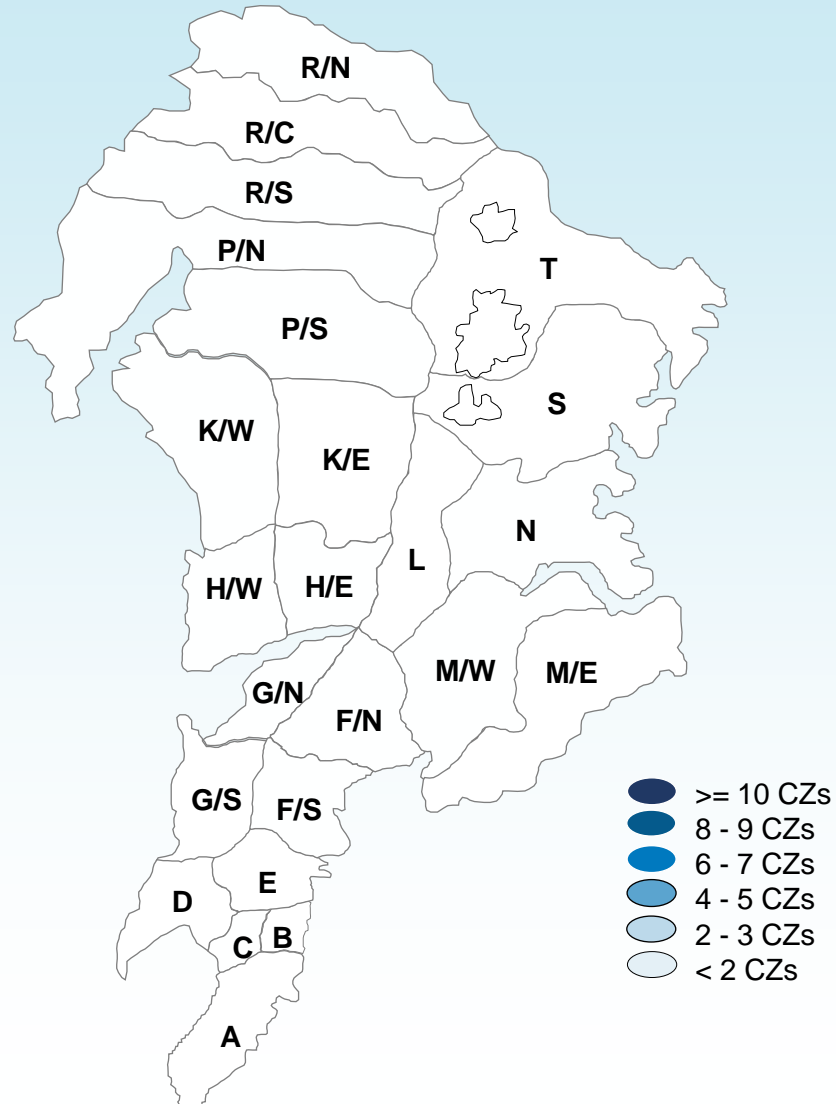 R/N
R/C
R/S
P/N
T
P/S
S
K/W
K/E
N
L
H/W
H/E
M/W
M/E
G/N
F/N
G/S
F/S
E
D
B
C
A
>= 10 CZs
8 - 9 CZs
6 - 7 CZs
4 - 5 CZs
2 - 3 CZs
< 2 CZs